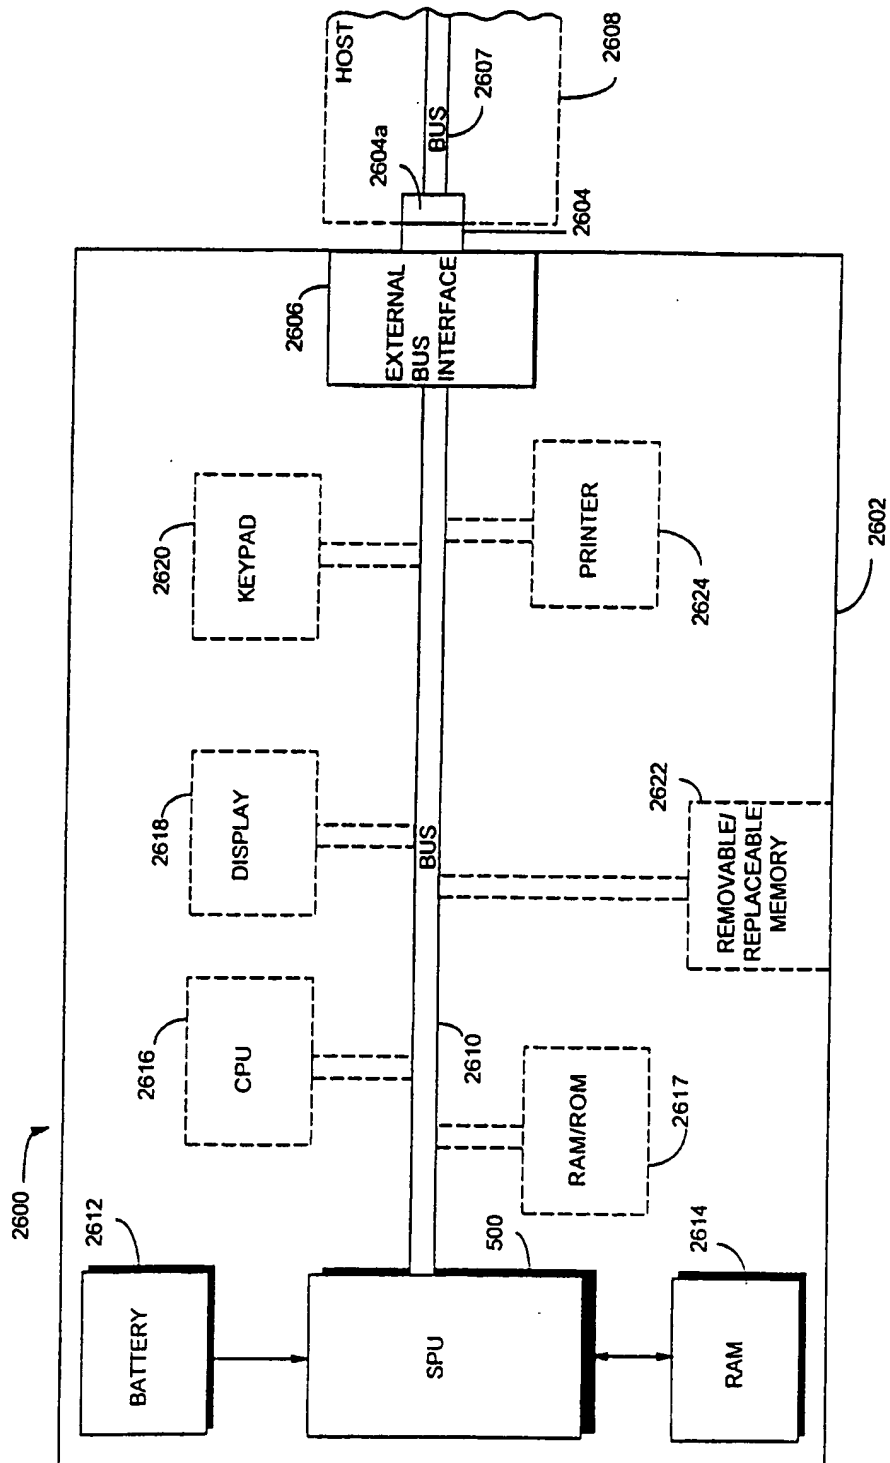 2600
BATTERY
2612
SPU
500
RAM
2614
CPU
2616
RAM/ROM
2617
2610
DISPLAY
2618
BUS
REMOVABLE/
REPLACEABLE
MEMORY
2622
KEYPAD
2620
PRINTER
2624
EXTERNAL
BUS
INTERFACE
2606
2602
2604
2604a
HOST
BUS
2607
2608